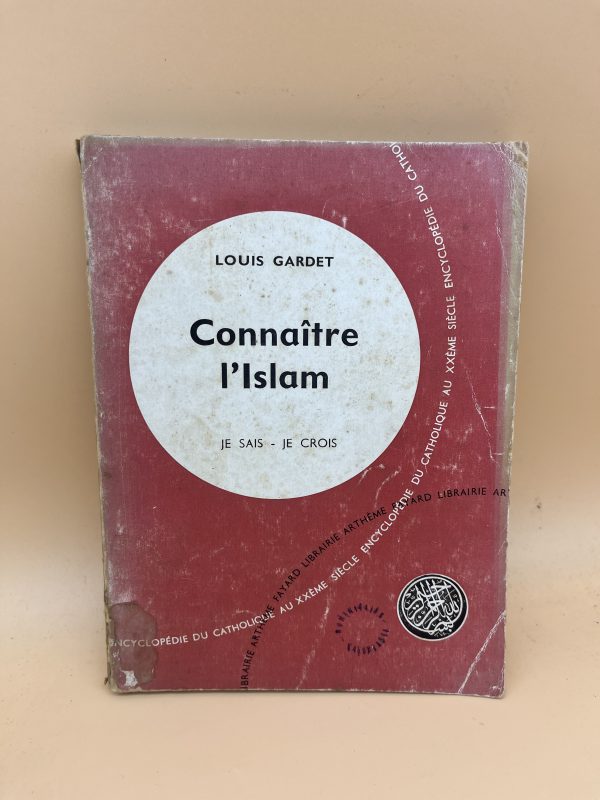 LOUIS GARDET
Connaître
l'Islam
JE SAIS - JE CROIS
ENCYCLOPÉDIE DU CATHOLIQUE AU XXÈME SIÈCLE ENCYCLOPÉDIE DU CATHOLIQUE AU XXÈME SIÈCLE ENCYCLOPÉDIE DU CATHO
LIBRAIRIE ARTHÈME FAYARD LIBRAIRIE ARTHÈME FAYARD LIBRAIRIE ART